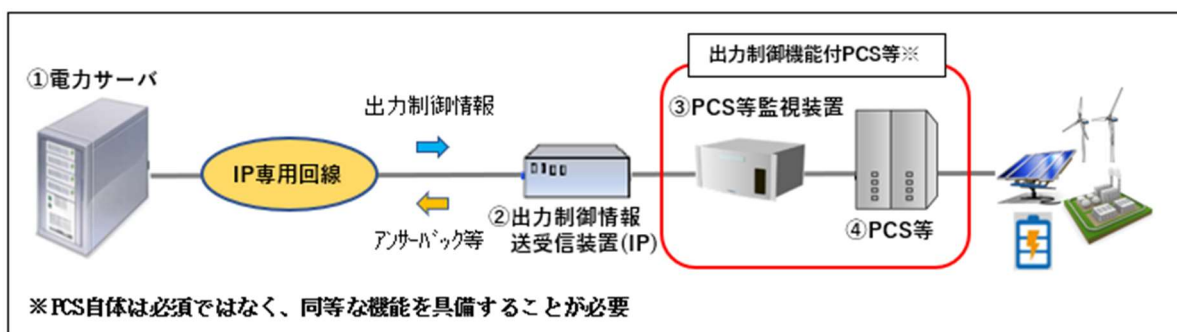 出力制御機能付PCS等※
①電力サーバ
出力制御情報
③PCS等監視装置
IP専用回線
②出力制御情報
送受信装置(IP)
④PCS等
アンサーバック等
※PCS自体は必須ではなく、同等な機能を具備することが必要